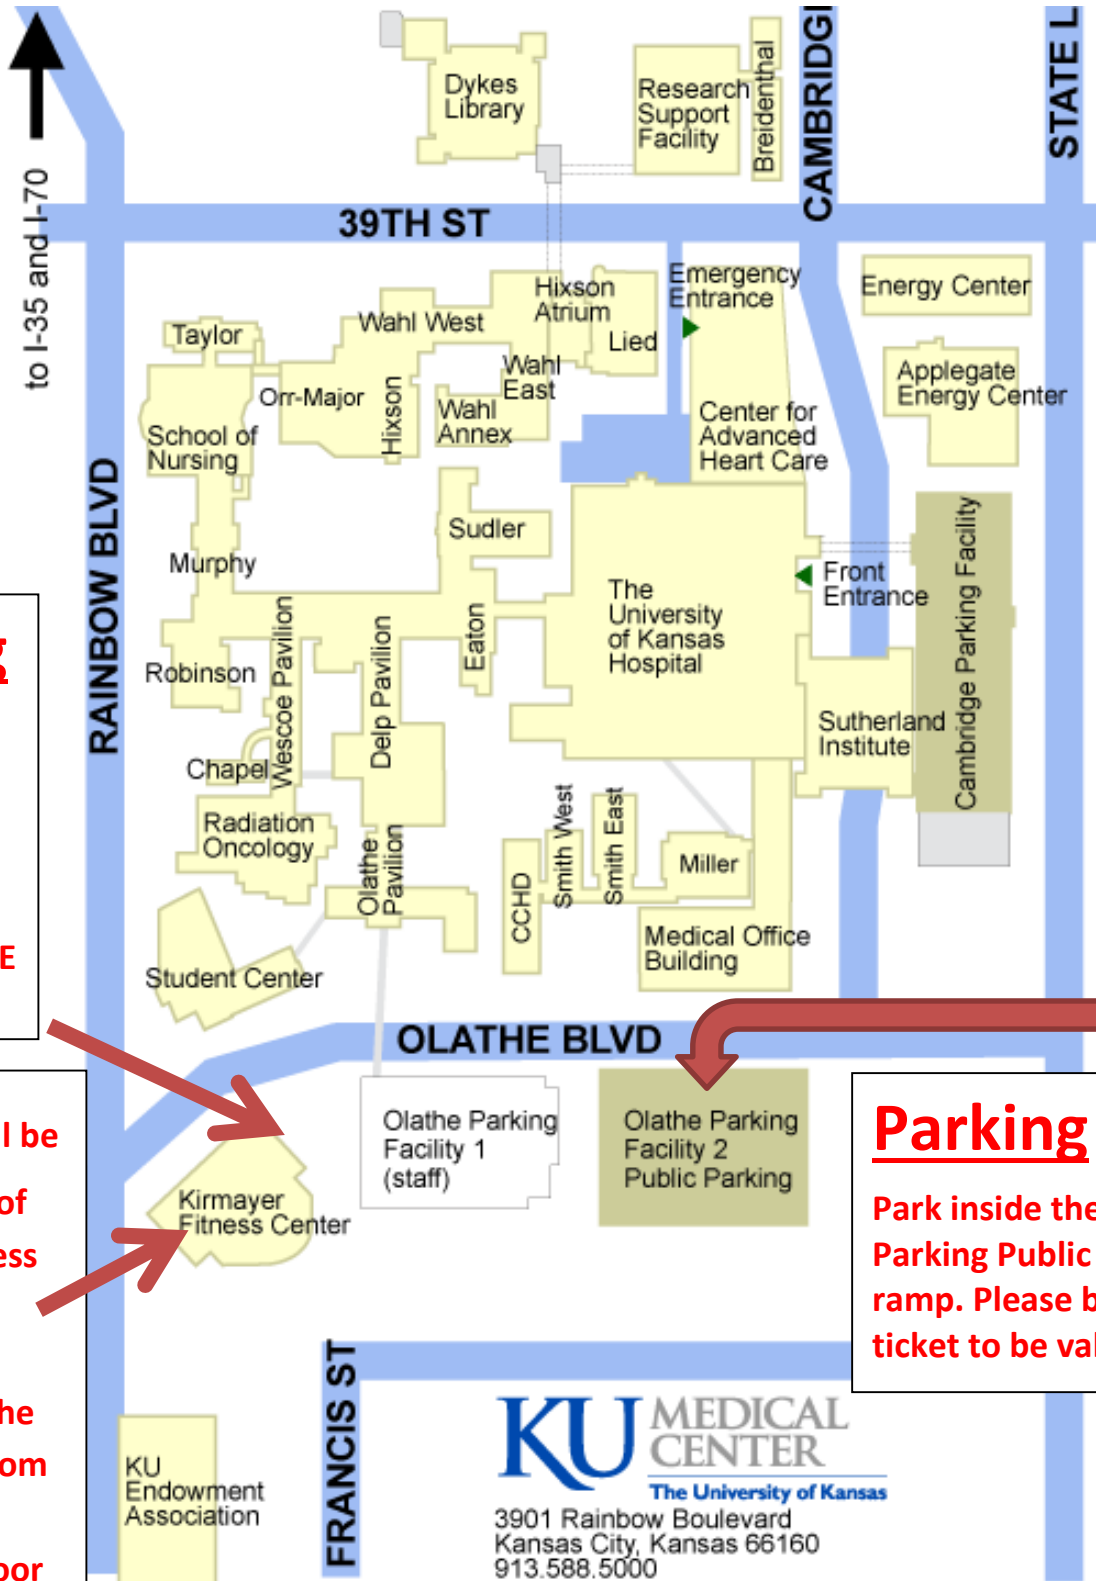 to I-35 and I-70
Dykes
Library
Research
Support
Facility
Breidenthal
CAMBRIDG
STATE L
39TH ST
RAINBOW BLVD
Taylor
Wahl West
Hixson
Atrium
Lied
Emergency
Entrance
Energy Center
Orr-Major
Hixson
Wahl
East
Wahl
Annex
School of
Nursing
Center for
Advanced
Heart Care
Applegate
Energy Center
Sudler
Murphy
The
University
of Kansas
Hospital
Front
Entrance
Cambridge Parking Facility
g
Robinson
Wescoe Pavilion
Delp Pavilion
Eaton
Sutherland
Institute
Chapel
Radiation
Oncology
Olathe
Pavilion
CCHD
Smith West
Smith East
Miller
Medical Office
Building
E
Student Center
OLATHE BLVD
l be
of
ess
he
om
oor
Olathe Parking
Facility 1
(staff)
Olathe Parking
Facility 2
Public Parking
Kirmayer
Fitness Center
Parking
Park inside the
Parking Public
ramp. Please b
ticket to be val
FRANCIS ST
KU
Endowment
Association
KU MEDICAL
CENTER
The University of Kansas
3901 Rainbow Boulevard
Kansas City, Kansas 66160
913.588.5000